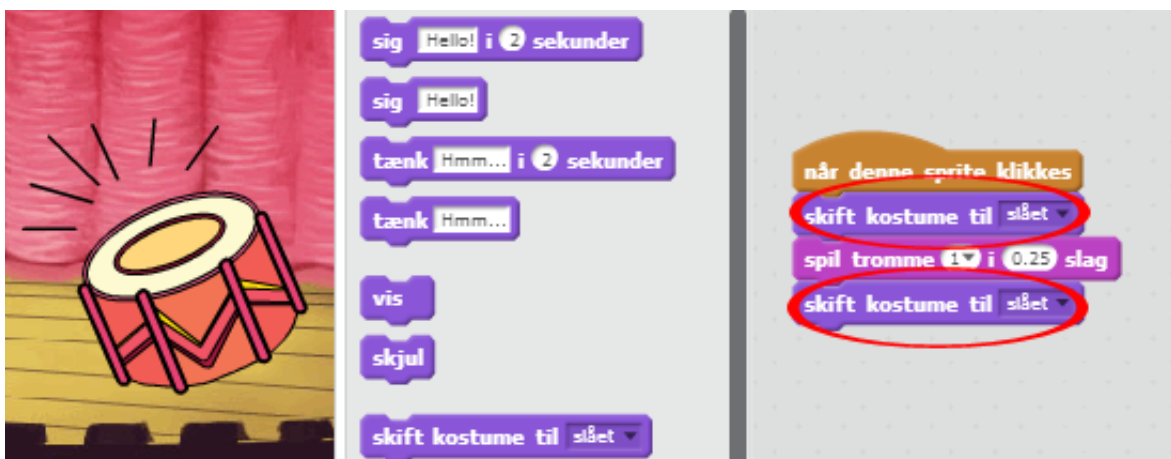 sig Hello! i 2 sekunder
sig Hello!
tænk Hmm... i 2 sekunder
tænk Hmm...
vis
skjul
skift kostume til slået
når denne sprite klikkes
skift kostume til slået
spil tromme 1 i 0.25 slag
skift kostume til slået